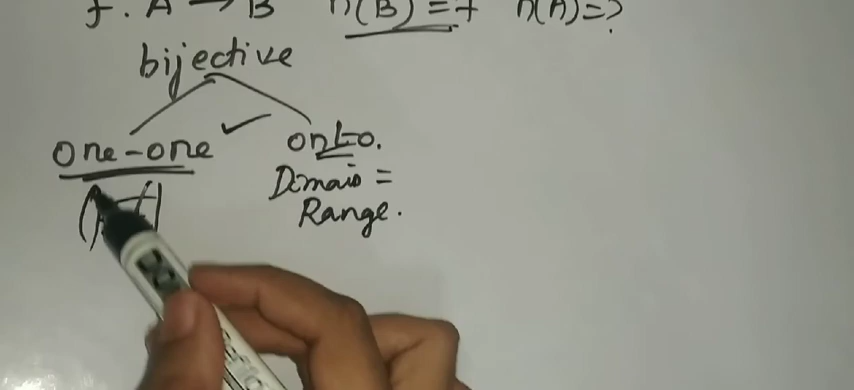 f: A → B n(B) = 7 n(A) = ?
bijective
one-one ✓ onto.
Domain =
Range.